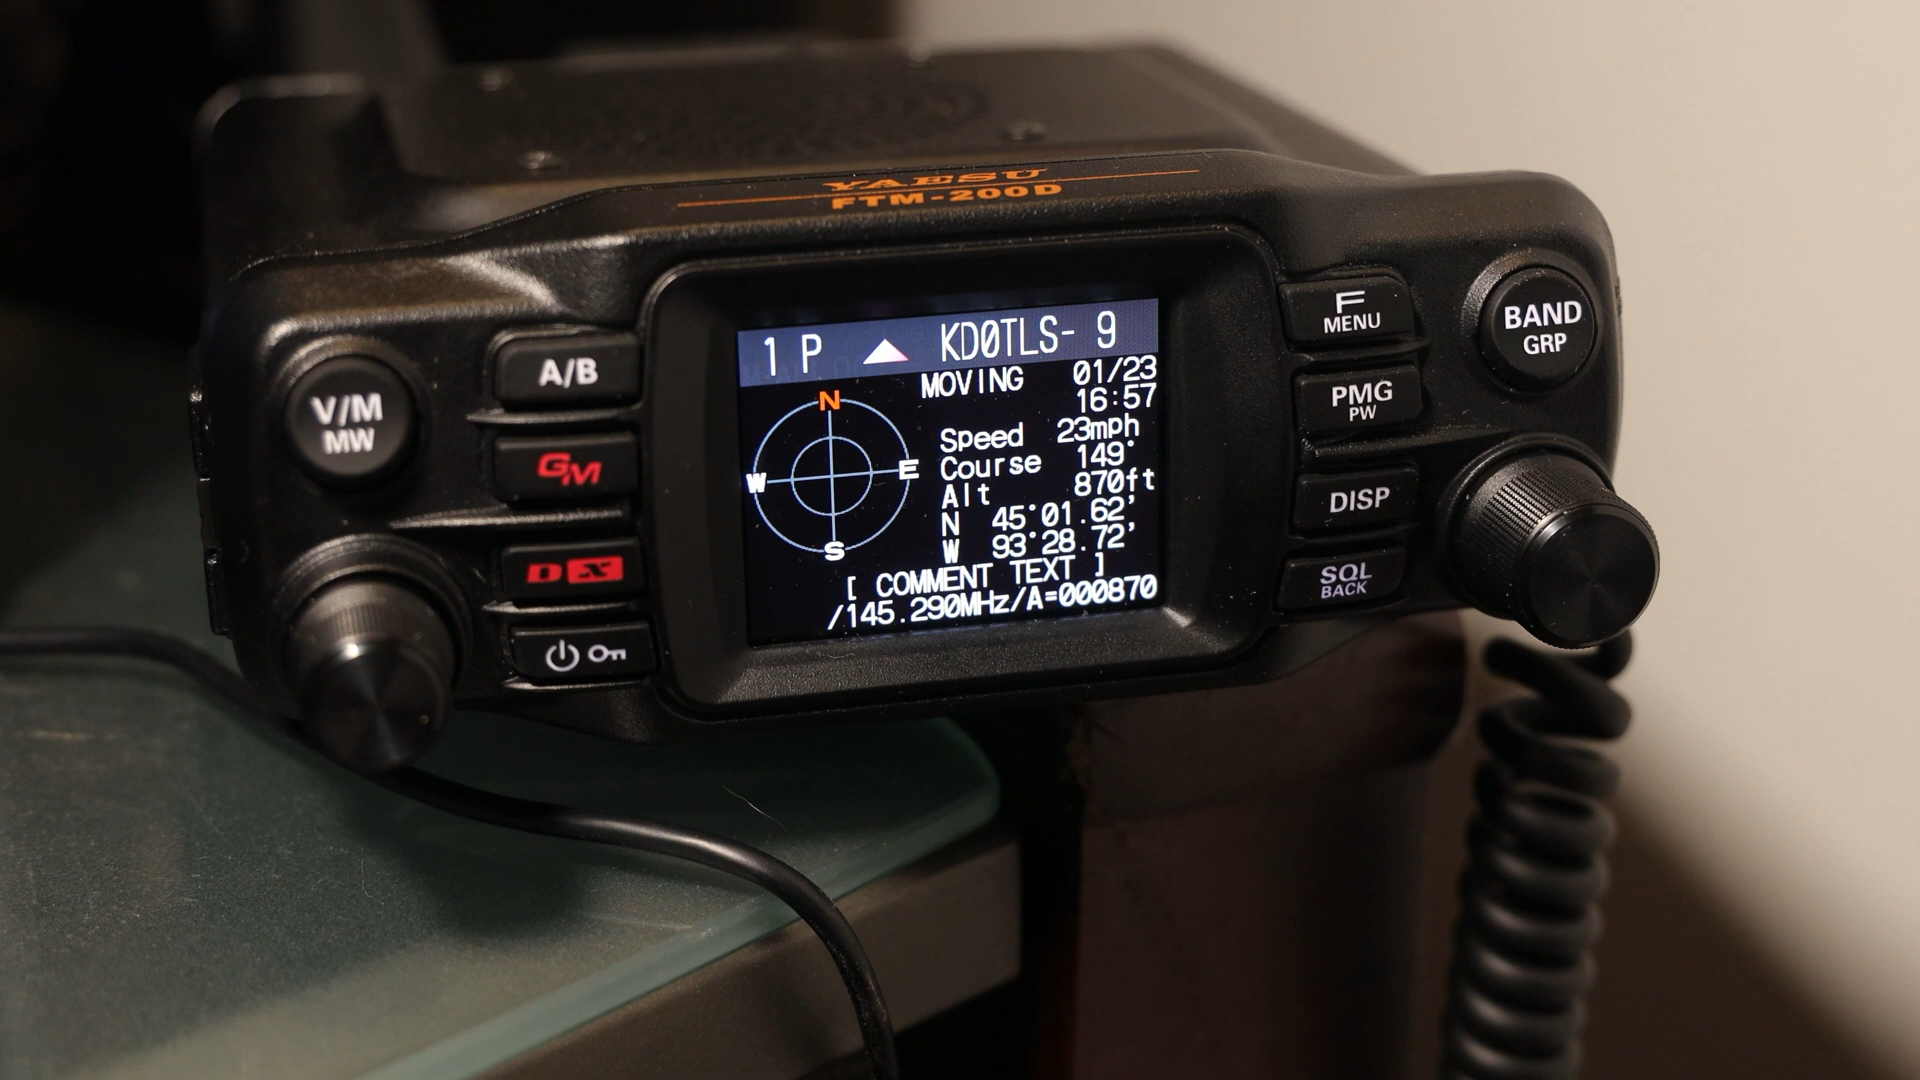 YAESU
FTM-200D
V/M
MW
A/B
GM
DX
1 P KDØTLS- 9
MOVING 01/23
16:57
N
W E
S
Speed 23mph
Course 149°
Alt 870ft
N 45°01.62'
W 93°28.72'
[ COMMENT TEXT ]
/145.290MHz/A=000870
F
MENU
PMG
PW
DISP
SQL
BACK
BAND
GRP